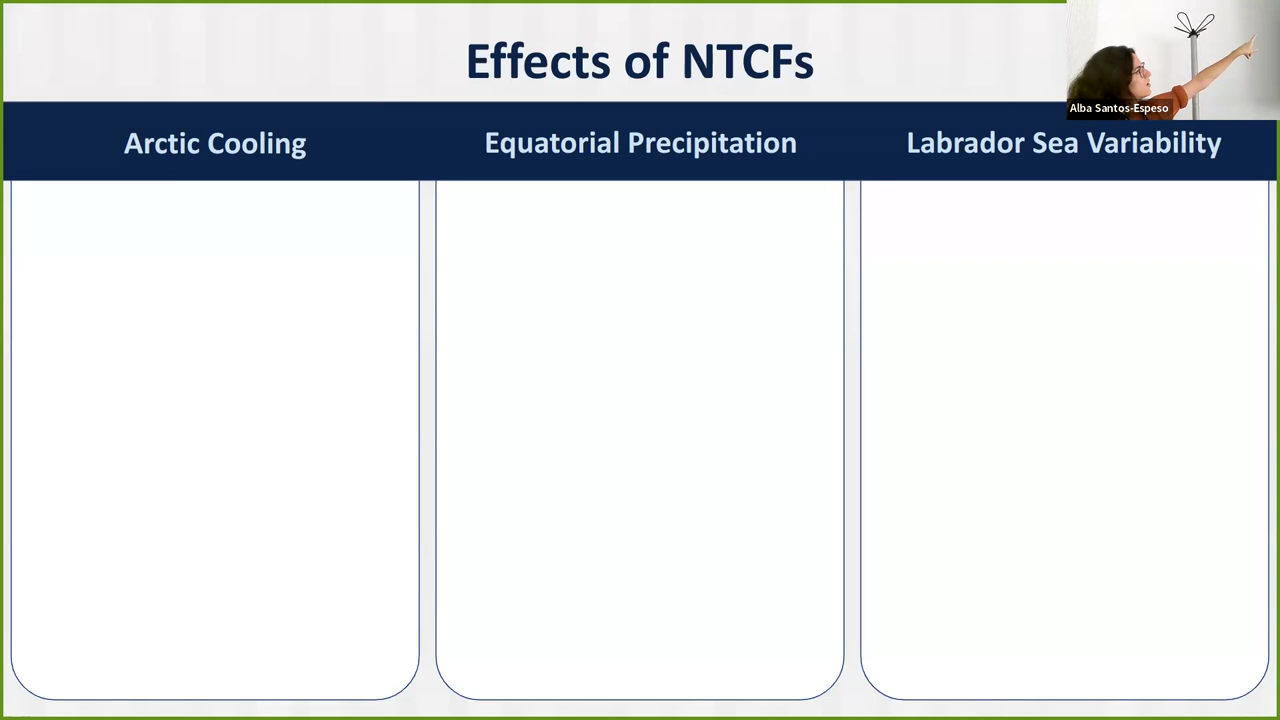 Effects of NTCFs
Alba Santos-Espeso
Arctic Cooling
Equatorial Precipitation
Labrador Sea Variability